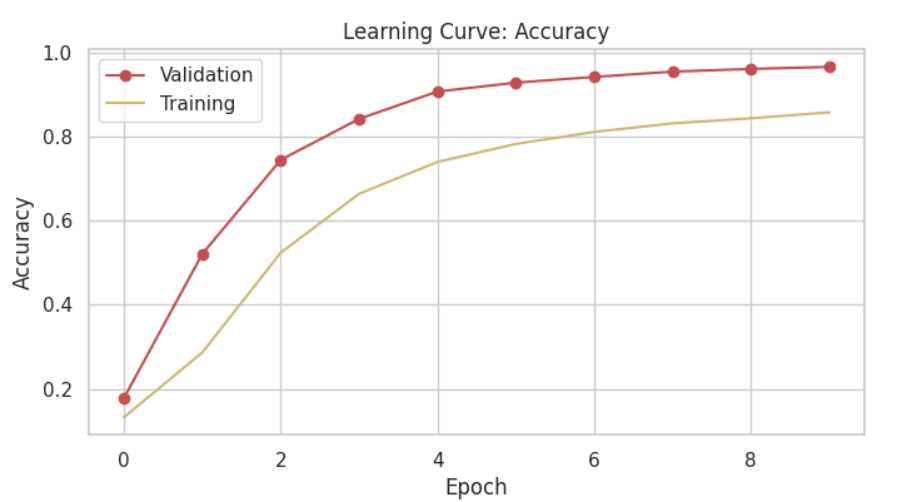 Learning Curve: Accuracy
1.0
Validation
Training
0.8
0.6
0.4
0.2
Accuracy
0 2 4 6 8
Epoch